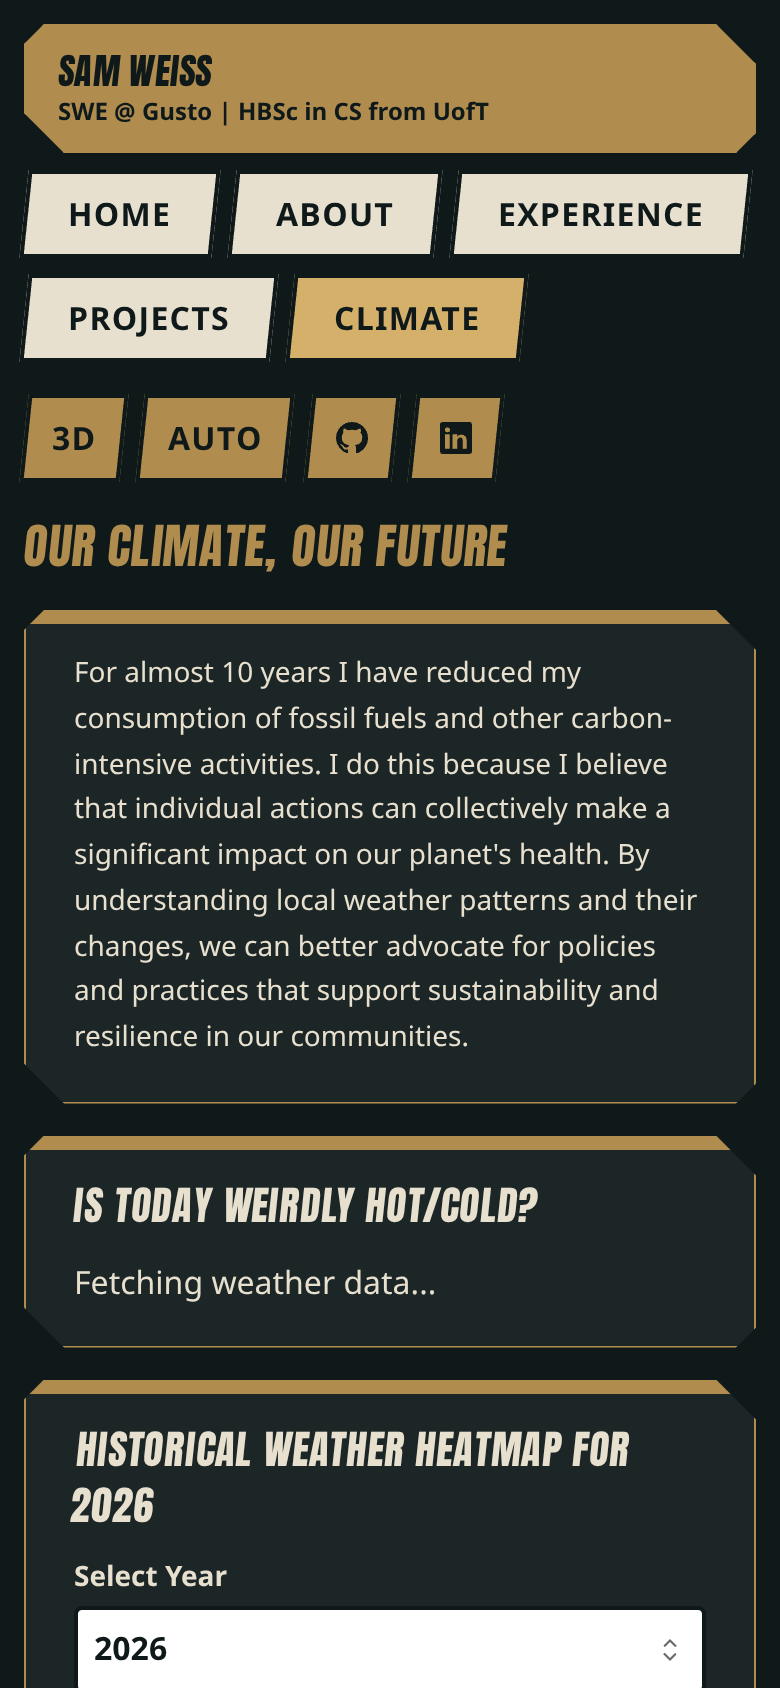 SAM WEISS
SWE @ Gusto | HBSc in CS from UofT
HOME
ABOUT
EXPERIENCE
PROJECTS
CLIMATE
3D
AUTO
in
OUR CLIMATE, OUR FUTURE
For almost 10 years I have reduced my
consumption of fossil fuels and other carbon-
intensive activities. I do this because I believe
that individual actions can collectively make a
significant impact on our planet's health. By
understanding local weather patterns and their
changes, we can better advocate for policies
and practices that support sustainability and
resilience in our communities.
IS TODAY WEIRDLY HOT/COLD?
Fetching weather data...
HISTORICAL WEATHER HEATMAP FOR
2026
Select Year
2026